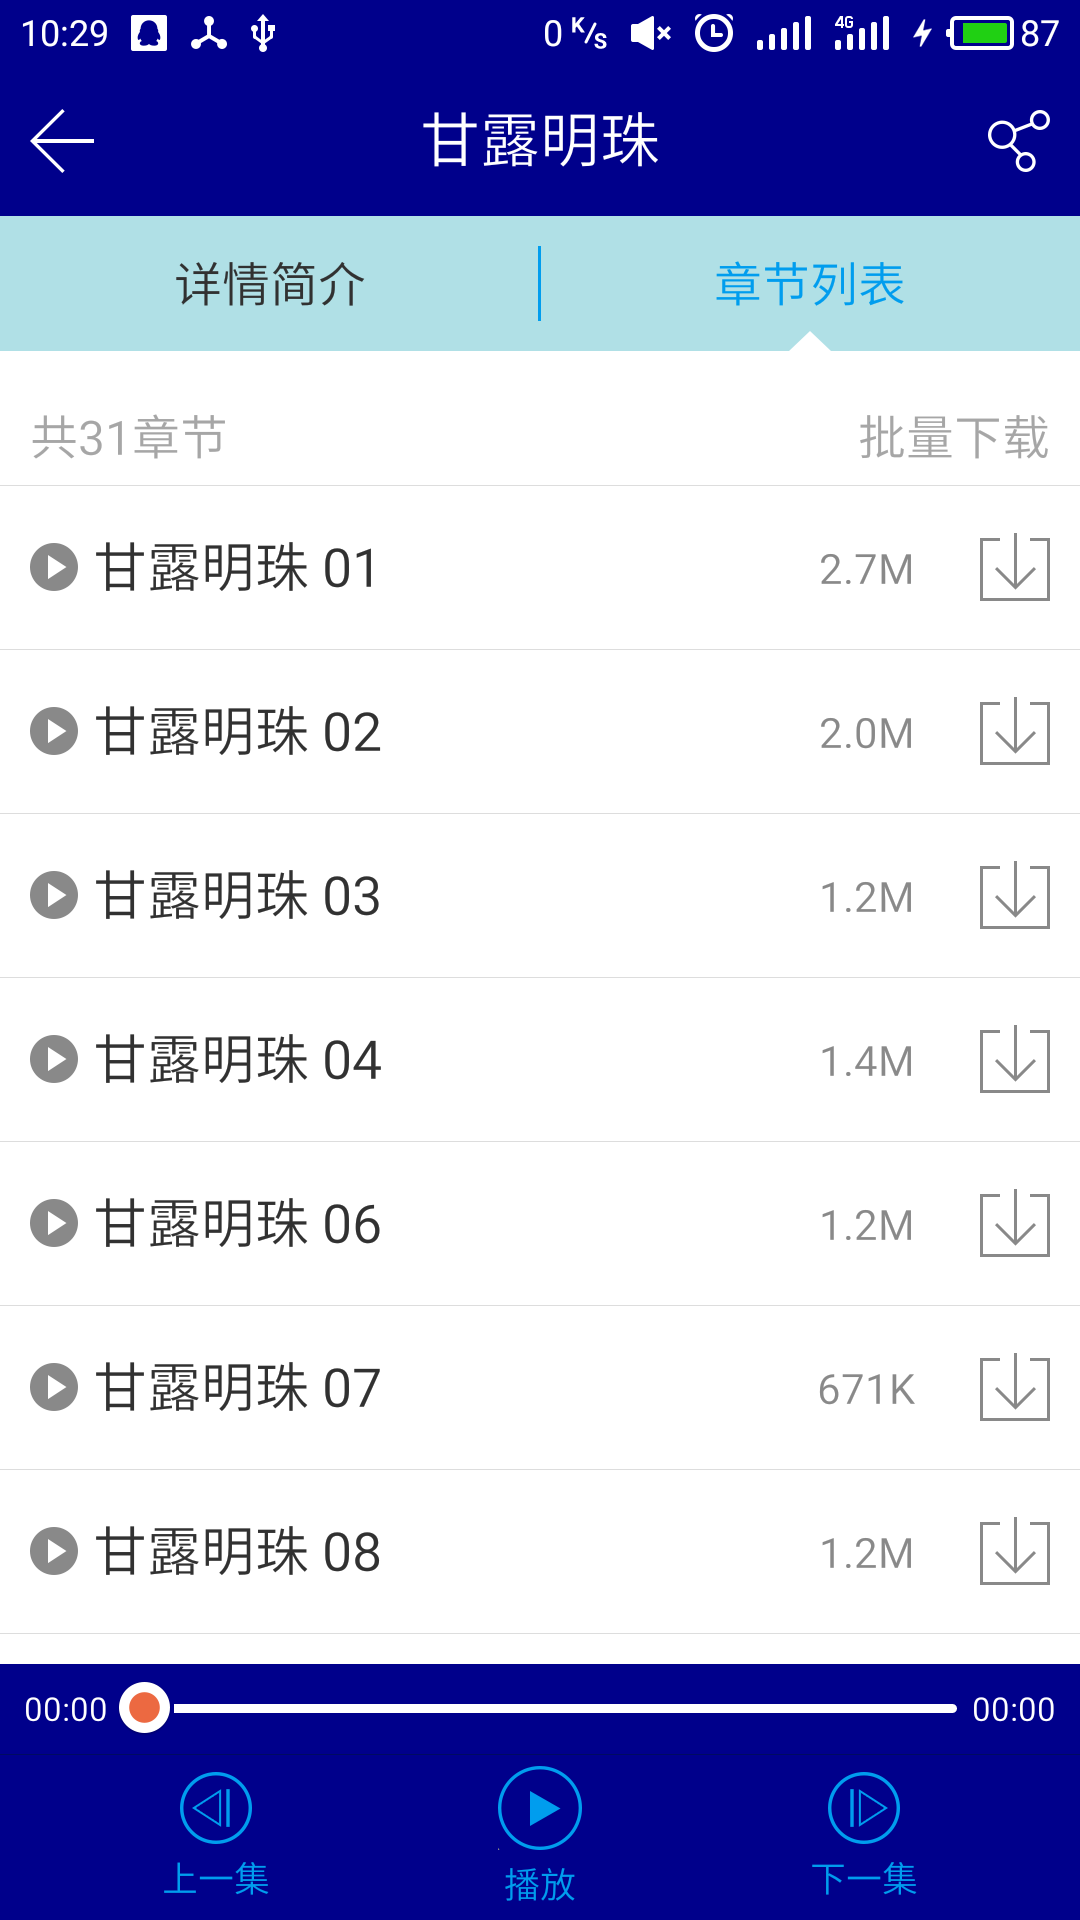 10:29 0 K/s 4G 87
甘露明珠
详情简介 章节列表
共31章节 批量下载
甘露明珠 01 2.7M
甘露明珠 02 2.0M
甘露明珠 03 1.2M
甘露明珠 04 1.4M
甘露明珠 06 1.2M
甘露明珠 07 671K
甘露明珠 08 1.2M
00:00 00:00
上一集 播放 下一集